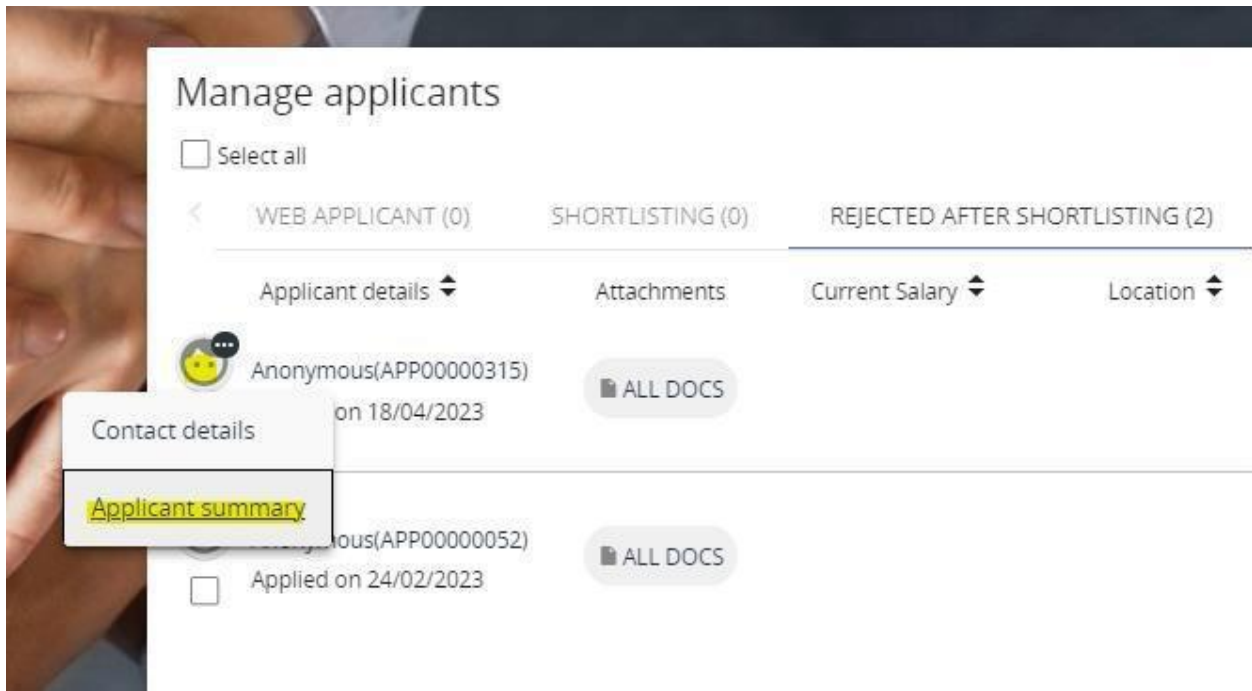 Manage applicants
Select all
WEB APPLICANT (0) SHORTLISTING (0) REJECTED AFTER SHORTLISTING (2)
Applicant details Attachments Current Salary Location
Anonymous(APP00000315)
ALL DOCS
on 18/04/2023
Contact details
Applicant summary
(APP00000052)
ALL DOCS
Applied on 24/02/2023